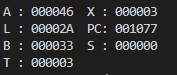 A : 000046 X : 000003
L : 00002A PC: 001077
B : 000033 S : 000000
T : 000003